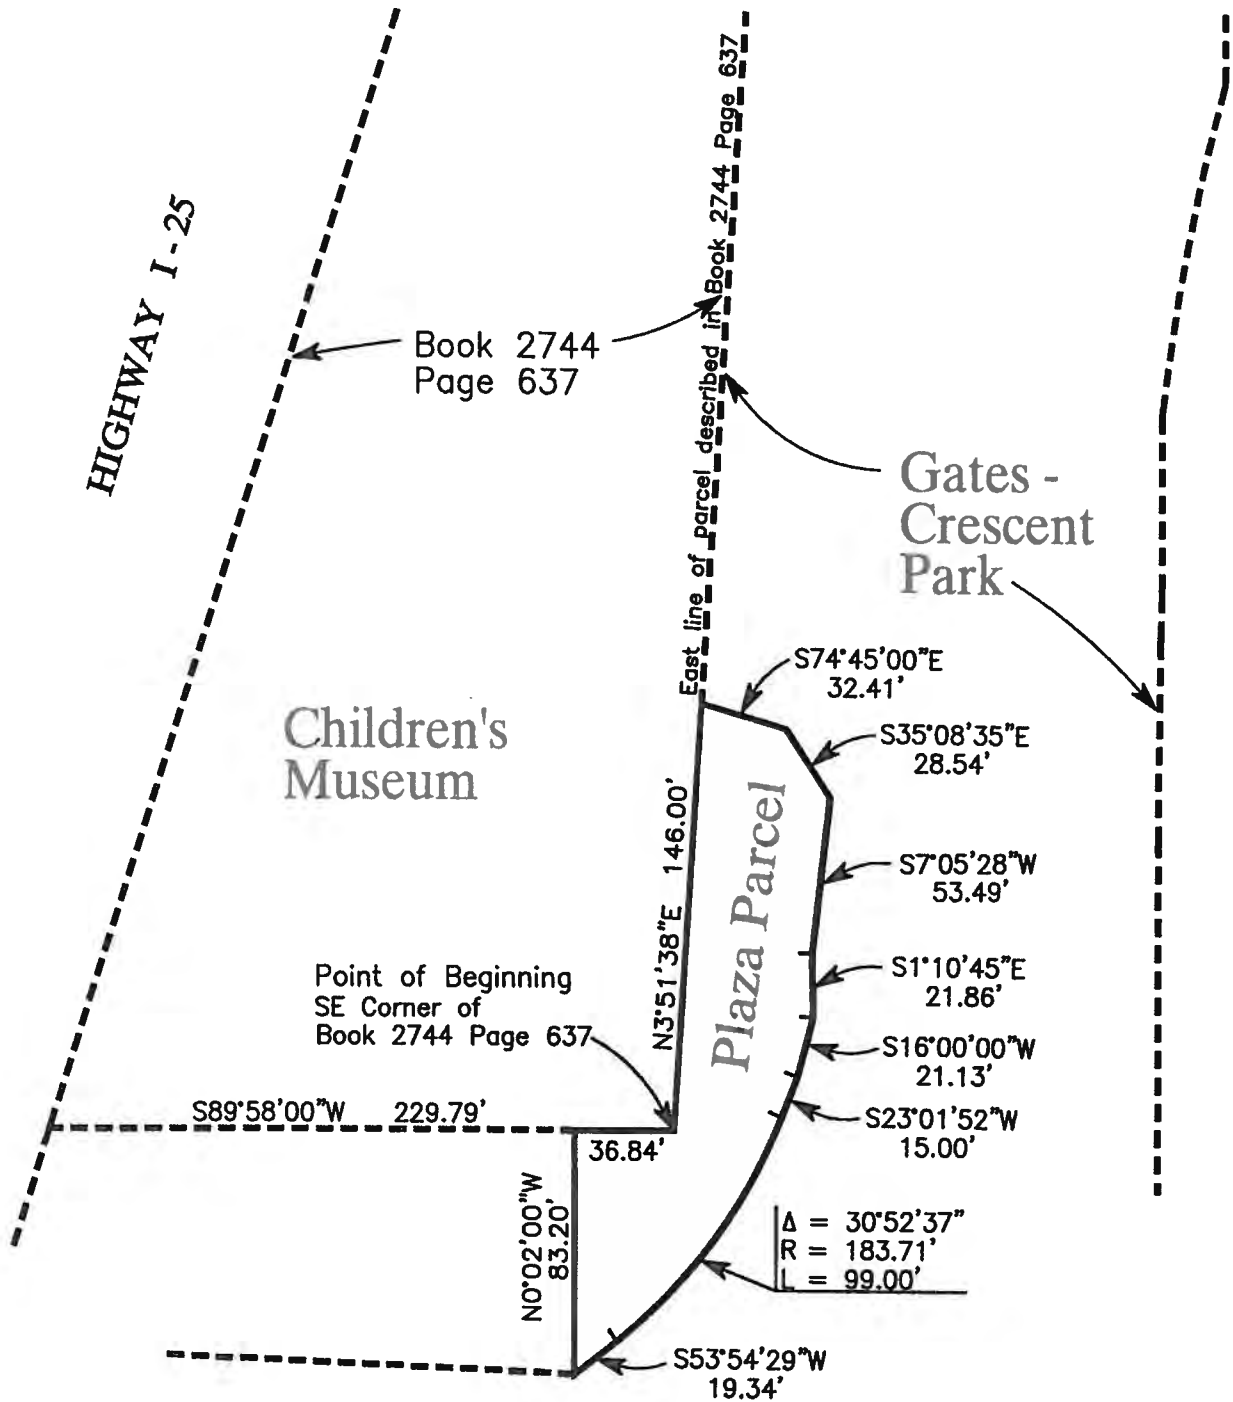 HIGHWAY I-25
East line of parcel described in Book 2744 Page 637
Book 2744
Page 637
Gates -
Crescent
Park
Children's
Museum
S74°45'00"E
32.41'
S35°08'35"E
28.54'
S7°05'28"W
53.49'
S1°10'45"E
21.86'
S16°00'00"W
21.13'
S23°01'52"W
15.00'
N3°51'38"E 146.00'
Plaza Parcel
Point of Beginning
SE Corner of
Book 2744 Page 637
S89°58'00"W 229.79'
36.84'
N0°02'00"W
83.20'
Δ = 30°52'37"
R = 183.71'
L = 99.00'
S53°54'29"W
19.34'